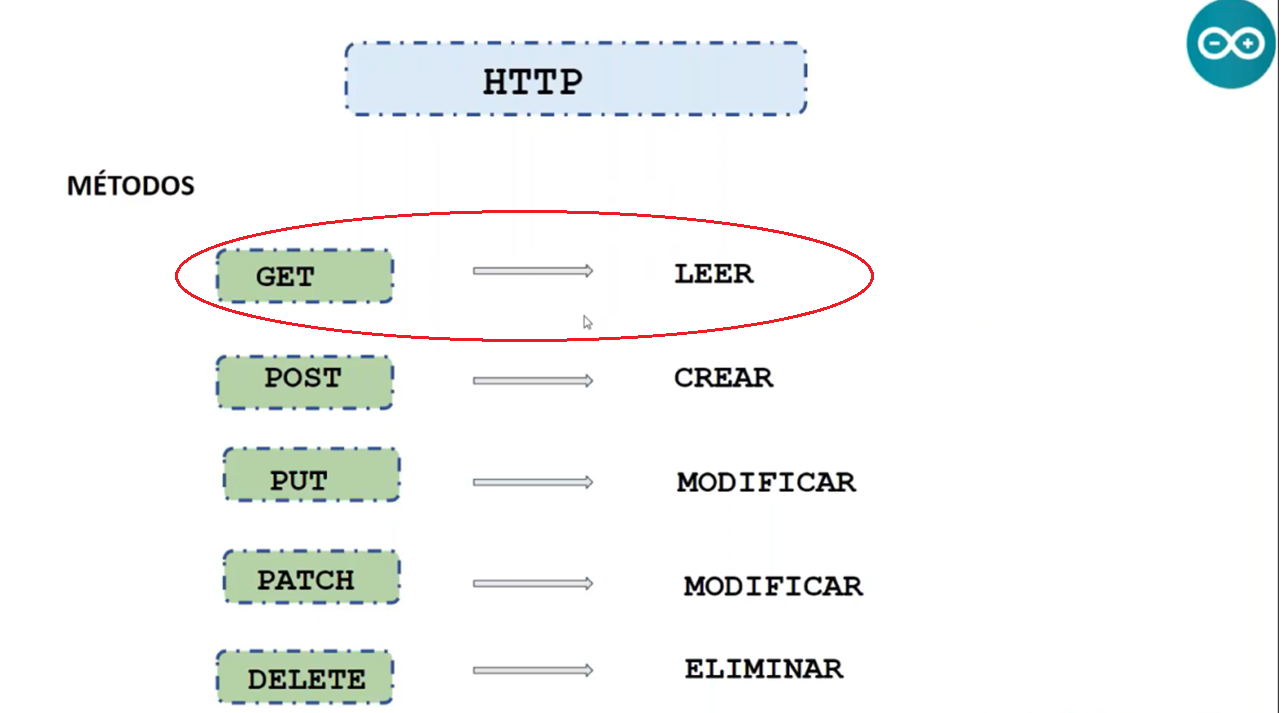 HTTP
MÉTODOS
GET LEER
POST CREAR
PUT MODIFICAR
PATCH MODIFICAR
DELETE ELIMINAR